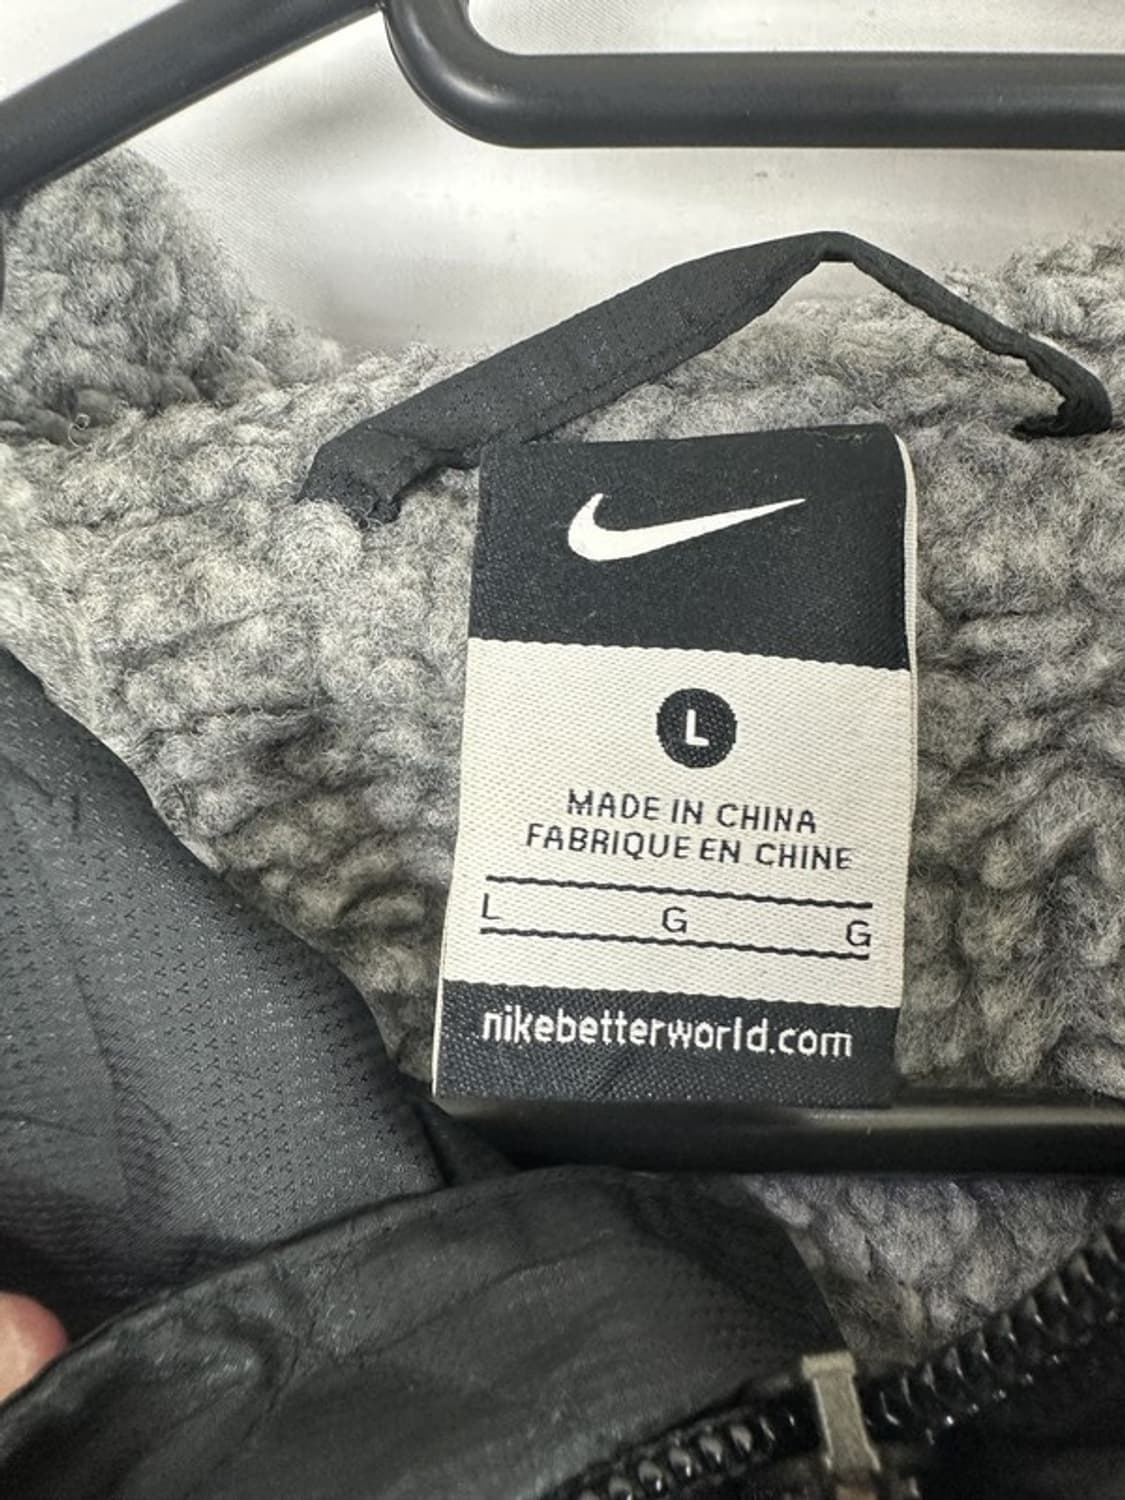 L
MADE IN CHINA
FABRIQUE EN CHINE
L G G
nikebetterworld.com